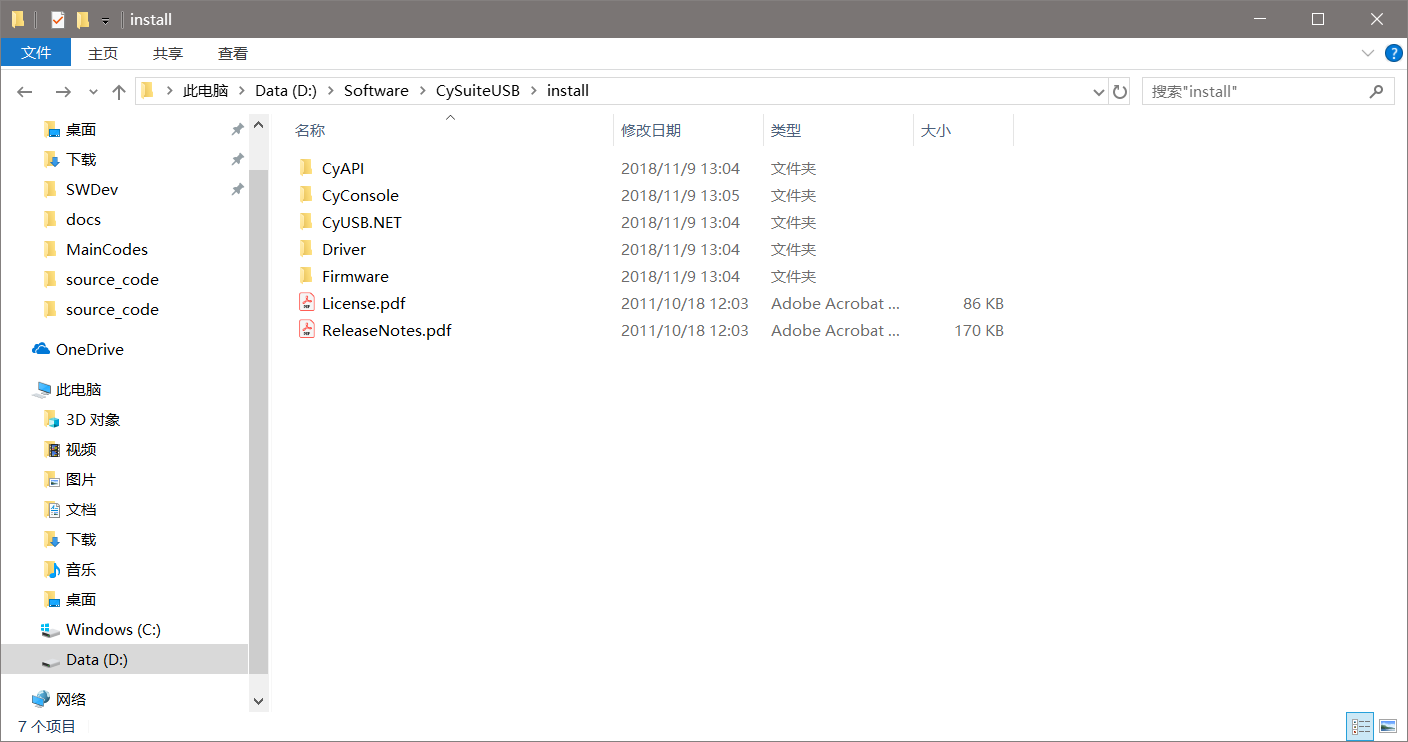 install
文件 主页 共享 查看
此电脑 Data (D:) Software CySuiteUSB install
搜索"install"
桌面
下载
SWDev
docs
MainCodes
source_code
source_code
OneDrive
此电脑
3D 对象
视频
图片
文档
下载
音乐
桌面
Windows (C:)
Data (D:)
网络
名称 修改日期 类型 大小
CyAPI 2018/11/9 13:04 文件夹
CyConsole 2018/11/9 13:05 文件夹
CyUSB.NET 2018/11/9 13:04 文件夹
Driver 2018/11/9 13:04 文件夹
Firmware 2018/11/9 13:04 文件夹
License.pdf 2011/10/18 12:03 Adobe Acrobat ... 86 KB
ReleaseNotes.pdf 2011/10/18 12:03 Adobe Acrobat ... 170 KB
7 个项目